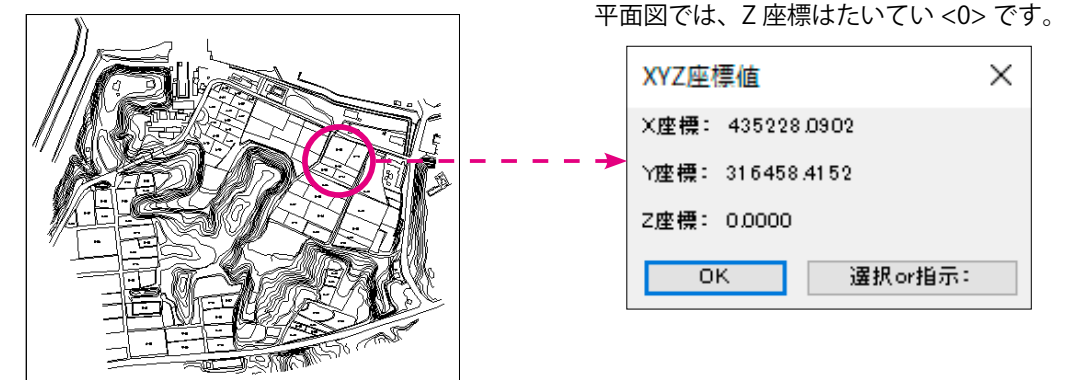 平面図では、Z 座標はたいてい <0> です。
XYZ座標値
X座標： 435228.0902
Y座標： 316458.4152
Z座標： 0.0000
OK
選択or指示：